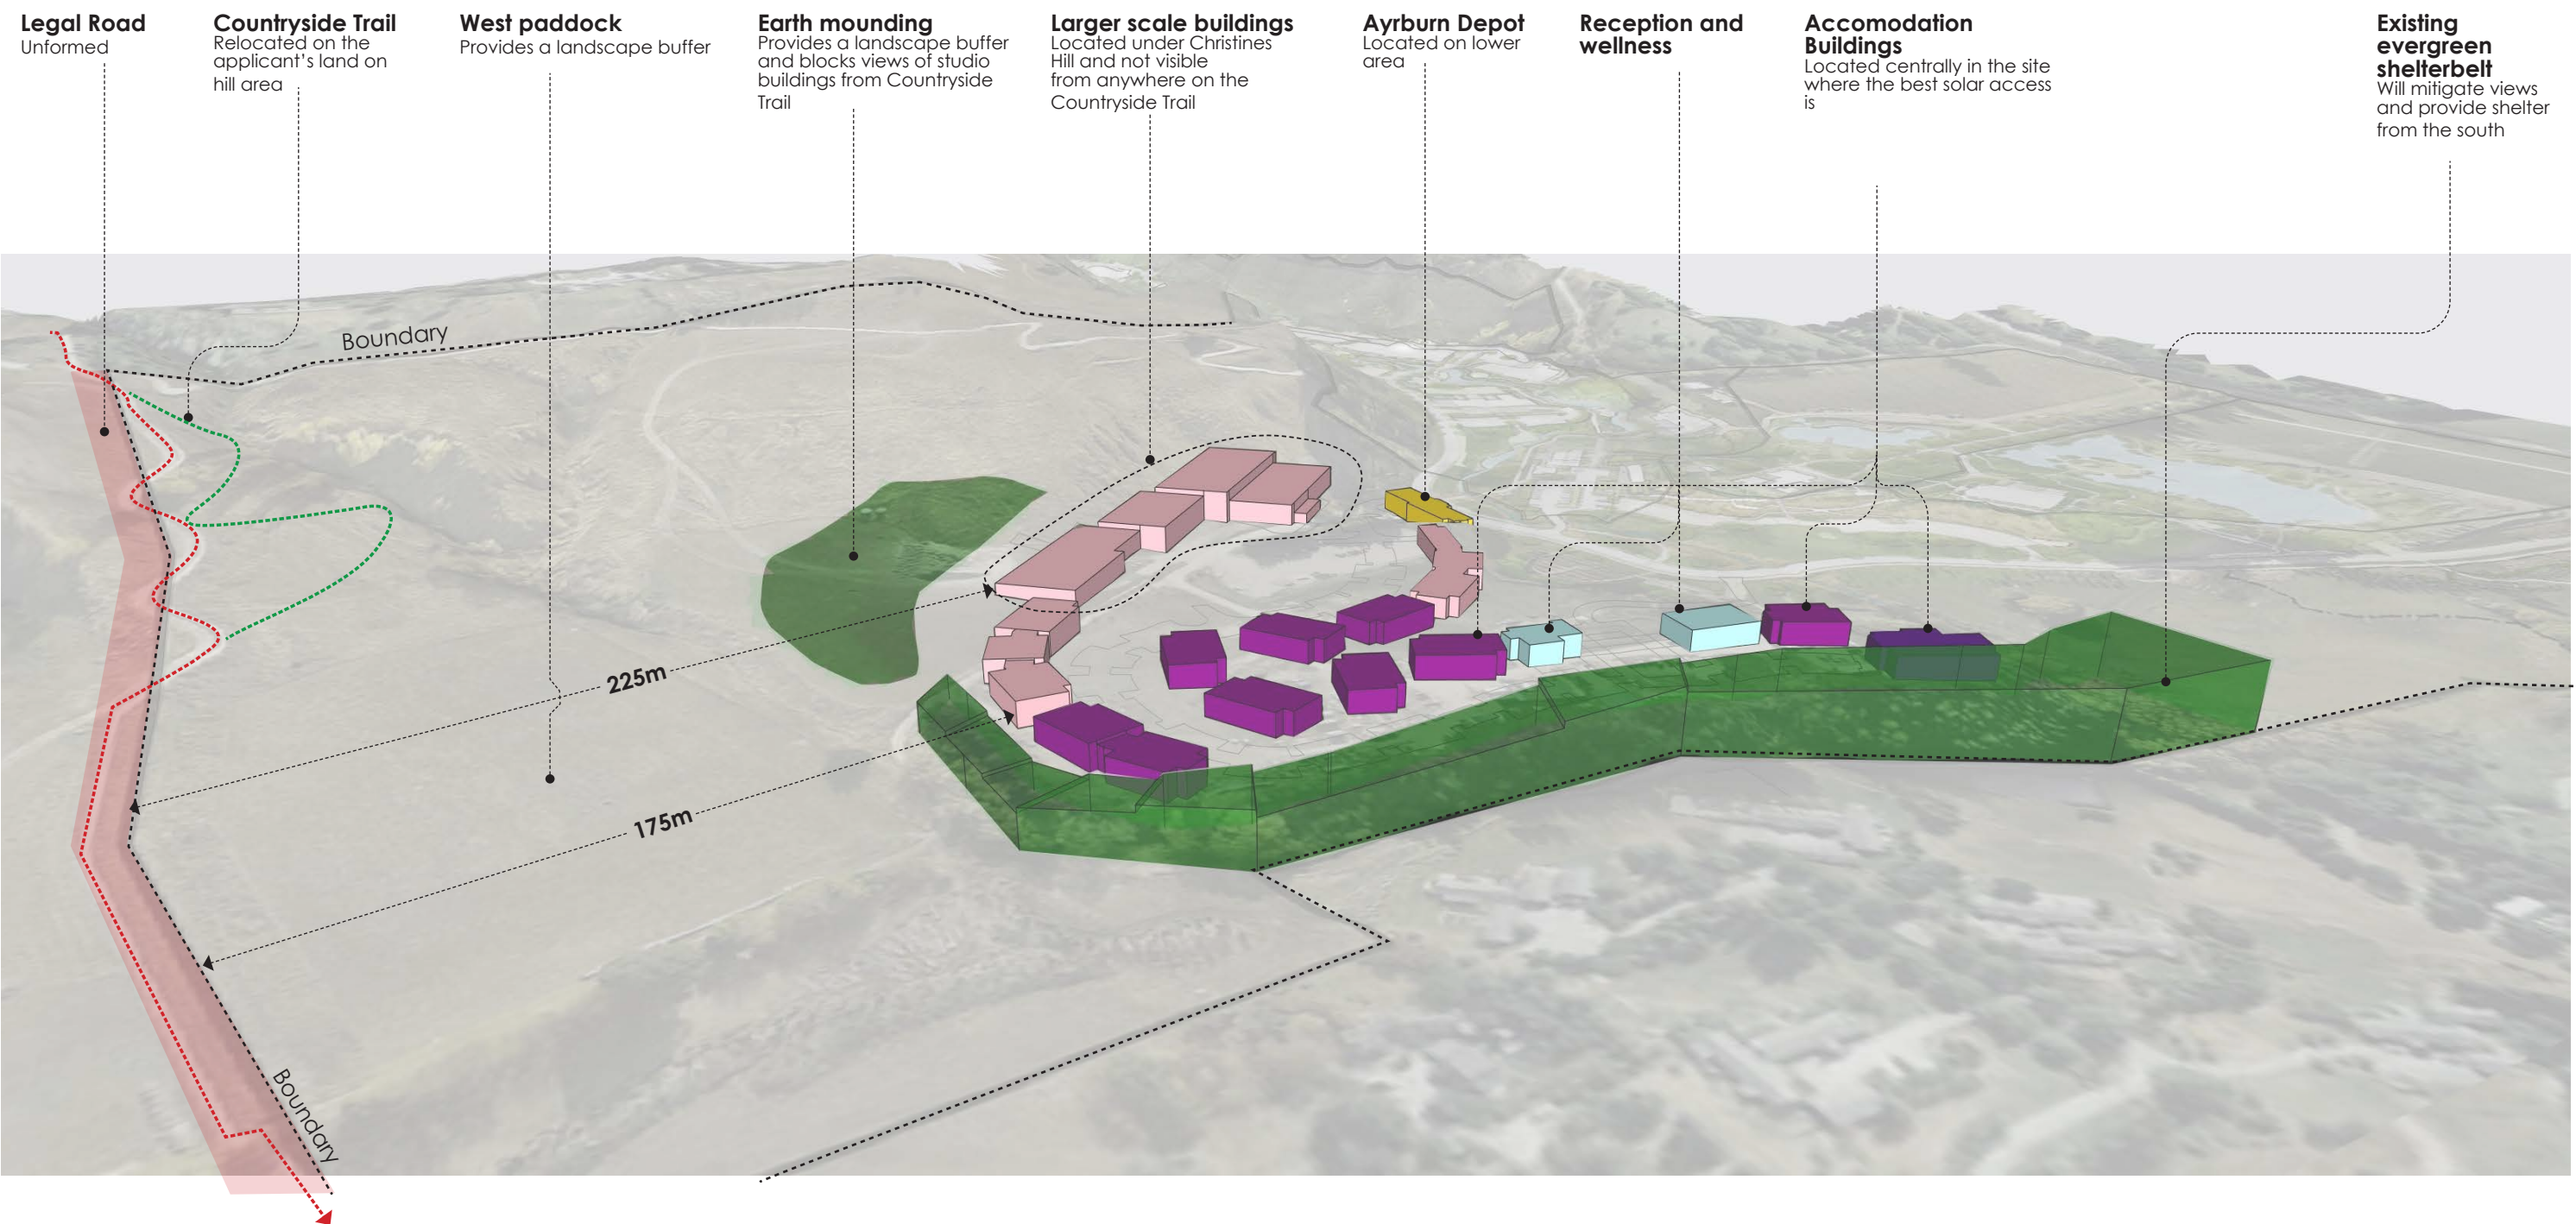 Legal Road
Unformed
Countryside Trail
Relocated on the
applicant's land on
hill area
West paddock
Provides a landscape buffer
Earth mounding
Provides a landscape buffer
and blocks views of studio
buildings from Countryside
Trail
Larger scale buildings
Located under Christines
Hill and not visible
from anywhere on the
Countryside Trail
Ayrburn Depot
Located on lower
area
Reception and
wellness
Accomodation
Buildings
Located centrally in the site
where the best solar access
is
Existing
evergreen
shelterbelt
Will mitigate views
and provide shelter
from the south
Boundary
225m
175m
Boundary